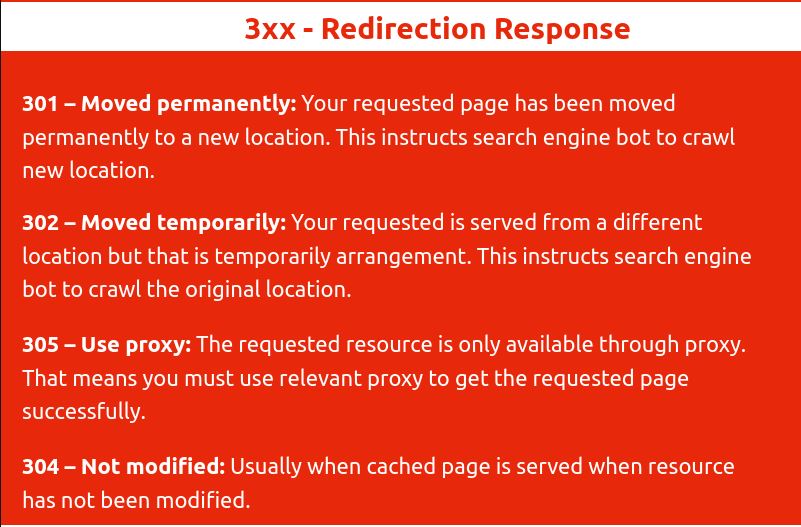 3xx - Redirection Response
301 – Moved permanently: Your requested page has been moved
permanently to a new location. This instructs search engine bot to crawl
new location.
302 – Moved temporarily: Your requested is served from a different
location but that is temporarily arrangement. This instructs search engine
bot to crawl the original location.
305 – Use proxy: The requested resource is only available through proxy.
That means you must use relevant proxy to get the requested page
successfully.
304 – Not modified: Usually when cached page is served when resource
has not been modified.